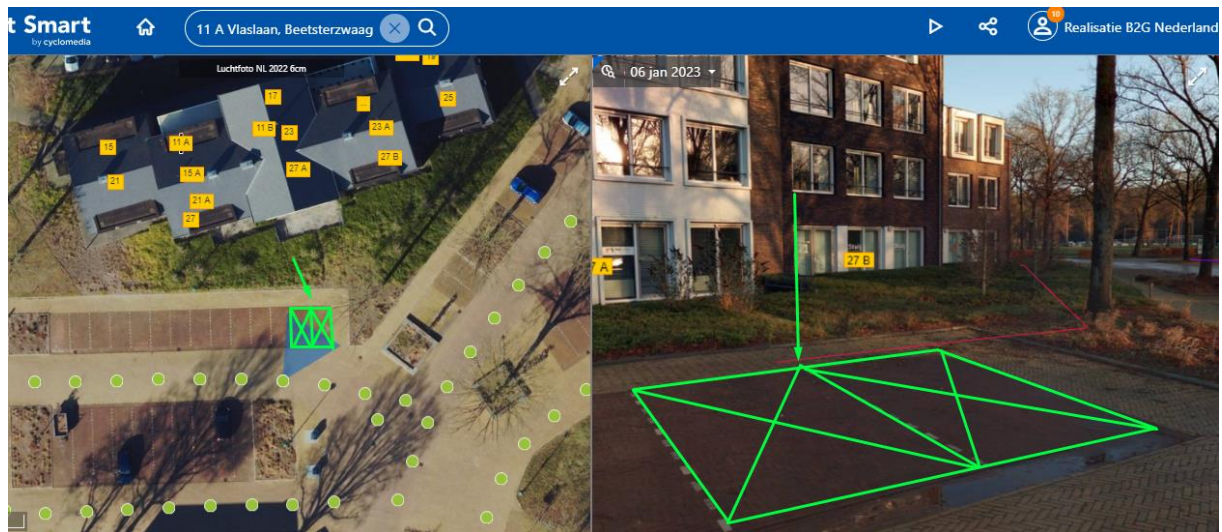 t Smart
by cyclomedia
11 A Vlaslaan, Beetsterzwaag
10
Realisatie B2G Nederland
Luchtfoto NL 2022 6cm
06 jan 2023
17
25
...
11 B
23
23 A
15
11 A
27 B
27 A
15 A
21
21 A
27
7 A
27 B